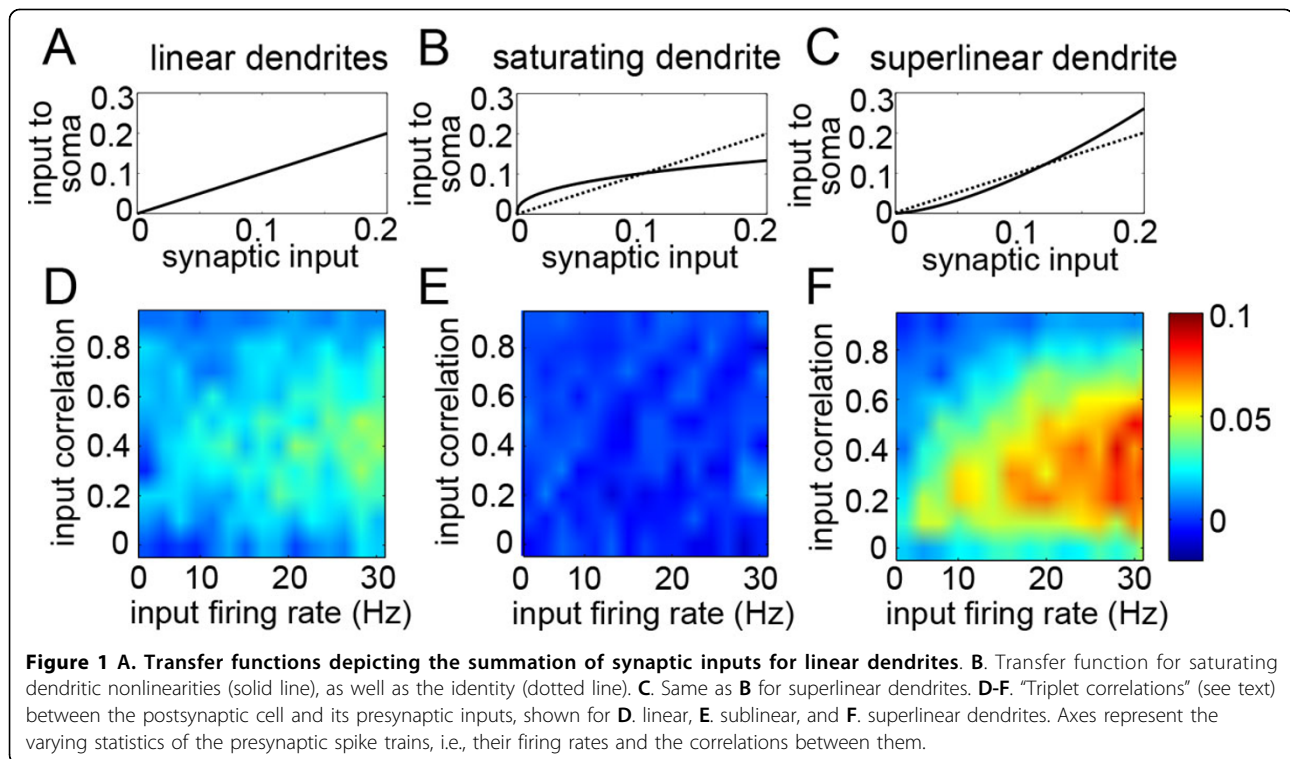 A
linear dendrites
0.3
0.2
0.1
0
input to
soma
0
0.1
0.2
synaptic input
B
saturating dendrite
0.3
0.2
0.1
0
input to
soma
0
0.1
0.2
synaptic input
C
superlinear dendrite
0.3
0.2
0.1
0
input to
soma
0
0.1
0.2
synaptic input
D
input correlation
0.8
0.6
0.4
0.2
0
0
10
20
30
input firing rate (Hz)
E
input correlation
0.8
0.6
0.4
0.2
0
0
10
20
30
input firing rate (Hz)
F
input correlation
0.8
0.6
0.4
0.2
0
0
10
20
30
input firing rate (Hz)
0.1
0.05
0
Figure 1 A. Transfer functions depicting the summation of synaptic inputs for linear dendrites. B. Transfer function for saturating
dendritic nonlinearities (solid line), as well as the identity (dotted line). C. Same as B for superlinear dendrites. D-F. “Triplet correlations” (see text)
between the postsynaptic cell and its presynaptic inputs, shown for D. linear, E. sublinear, and F. superlinear dendrites. Axes represent the
varying statistics of the presynaptic spike trains, i.e., their firing rates and the correlations between them.